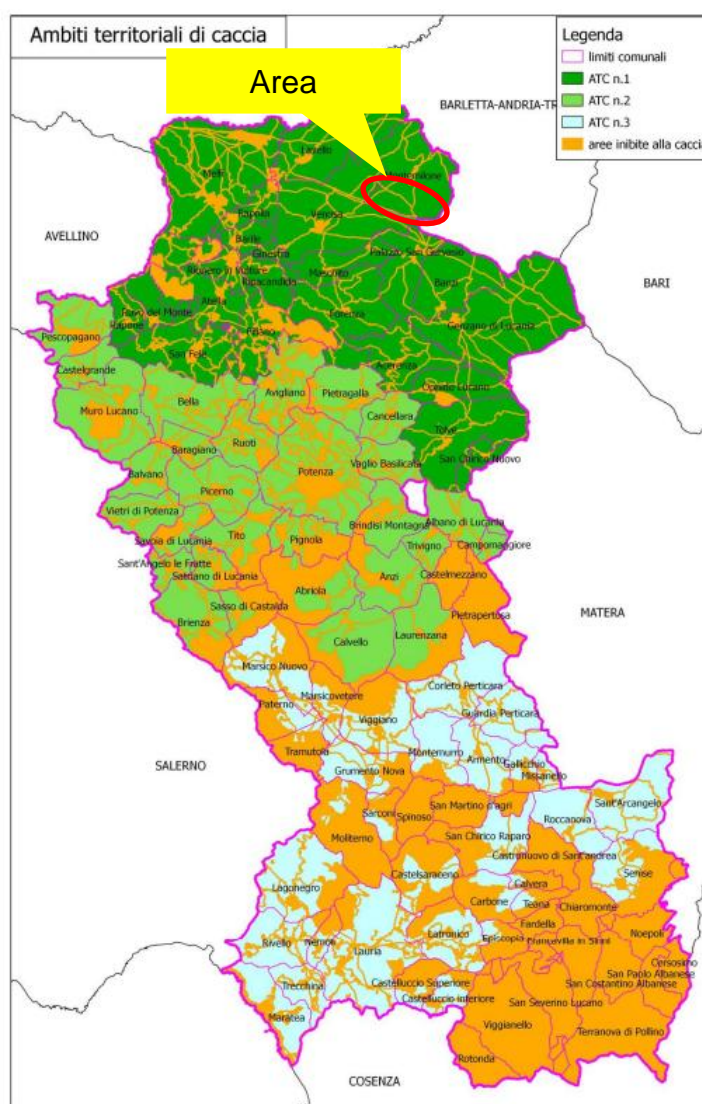 Ambiti territoriali di caccia
Legenda
limiti comunali
ATC n.1
ATC n.2
ATC n.3
aree inibite alla caccia
Area
BARLETTA-ANDRIA-TR
Lavello
Melfi
Montemilone
Rapolla
Venosa
AVELLINO
Barile
Ginestra
Palazzo San Gervasio
Rionero in Vulture
Maschito
Ripacandida
Banzi
BARI
Atella
Ruvo del Monte
Forenza
Rapone
Genzano di Lucania
Filiano
Pescopagano
San Fele
Acerenza
Castelgrande
Oppido Lucano
Avigliano
Pietragalla
Bella
Muro Lucano
Cancellara
Tolve
Ruoti
Baragiano
San Chirico Nuovo
Vaglio Basilicata
Potenza
Balvano
Picerno
Vietri di Potenza
Brindisi Montagna
Albano di Lucania
Savoia di Lucania
Tito
Pignola
Trivigno
Campomaggiore
Sant'Angelo le Fratte
Satriano di Lucania
Anzi
Castelmezzano
Abriola
Sasso di Castalda
Pietrapertosa
MATERA
Brienza
Laurenzana
Calvello
Marsico Nuovo
Corleto Perticara
Marsicovetere
Paterno
Guardia Perticara
Viggiano
SALERNO
Tramutola
Montemurro
Armento
Gallicchio
Grumento Nova
Missanello
San Martino d'agri
Sant'Arcangelo
Sarconi
Spinoso
Roccanova
Moliterno
San Chirico Raparo
Castronuovo di Sant'andrea
Castelsaraceno
Senise
Calvera
Lagonegro
Carbone
Teana
Chiaromonte
Fardella
Latronico
Episcopia
Francavilla in Sinni
Noepoli
Rivello
Nemoli
Lauria
Cersosimo
San Paolo Albanese
Trecchina
Castelluccio Superiore
San Costantino Albanese
Castelluccio Inferiore
San Severino Lucano
Maratea
Viggianello
Terranova di Pollino
Rotonda
COSENZA